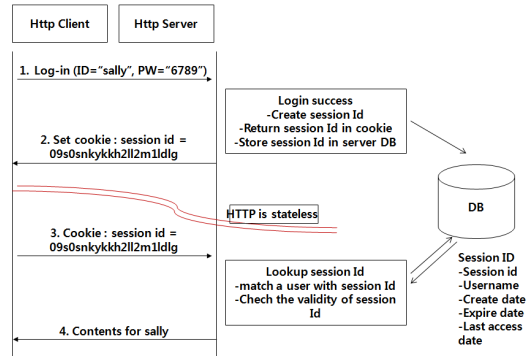 Http Client
Http Server
1. Log-in (ID="sally", PW="6789")
Login success
-Create session Id
-Return session Id in cookie
-Store session Id in server DB
2. Set cookie : session id =
09s0snkykkh2ll2m1ldlg
DB
HTTP is stateless
3. Cookie : session id =
09s0snkykkh2ll2m1ldlg
Lookup session Id
-match a user with session Id
-Chech the validity of session
Id
Session ID
-Session id
-Username
-Create date
-Expire date
-Last access
date
4. Contents for sally